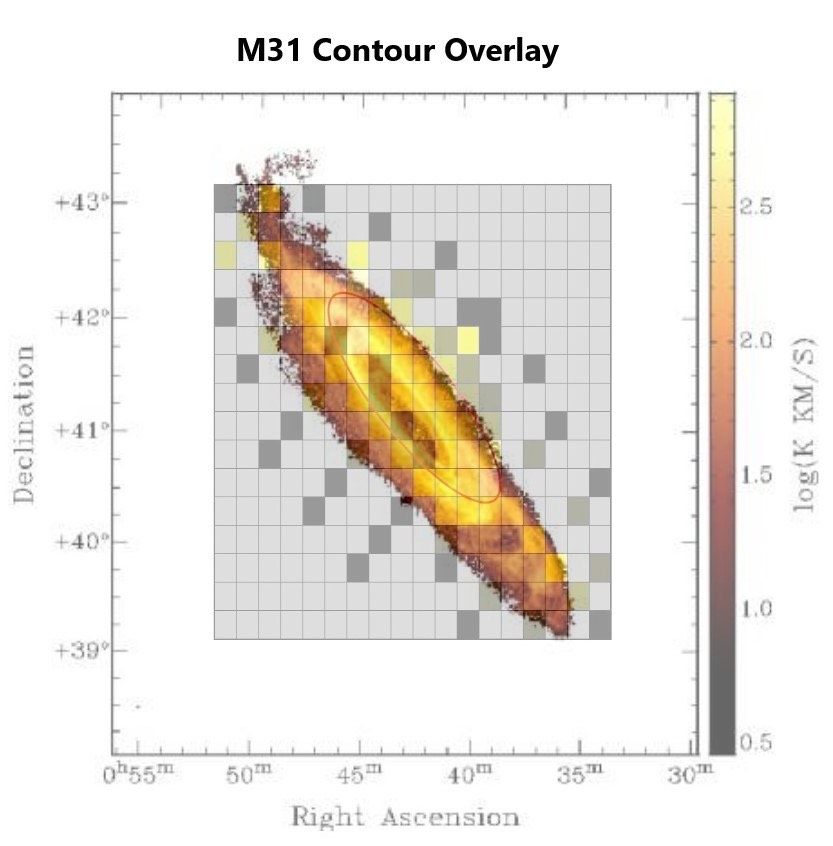 M31 Contour Overlay
+43°
+42°
+41°
+40°
+39°
Declination
0ʰ55ᵐ 50ᵐ 45ᵐ 40ᵐ 35ᵐ 30ᵐ
Right Ascension
2.5
2.0
1.5
1.0
0.5
log(K KM/S)